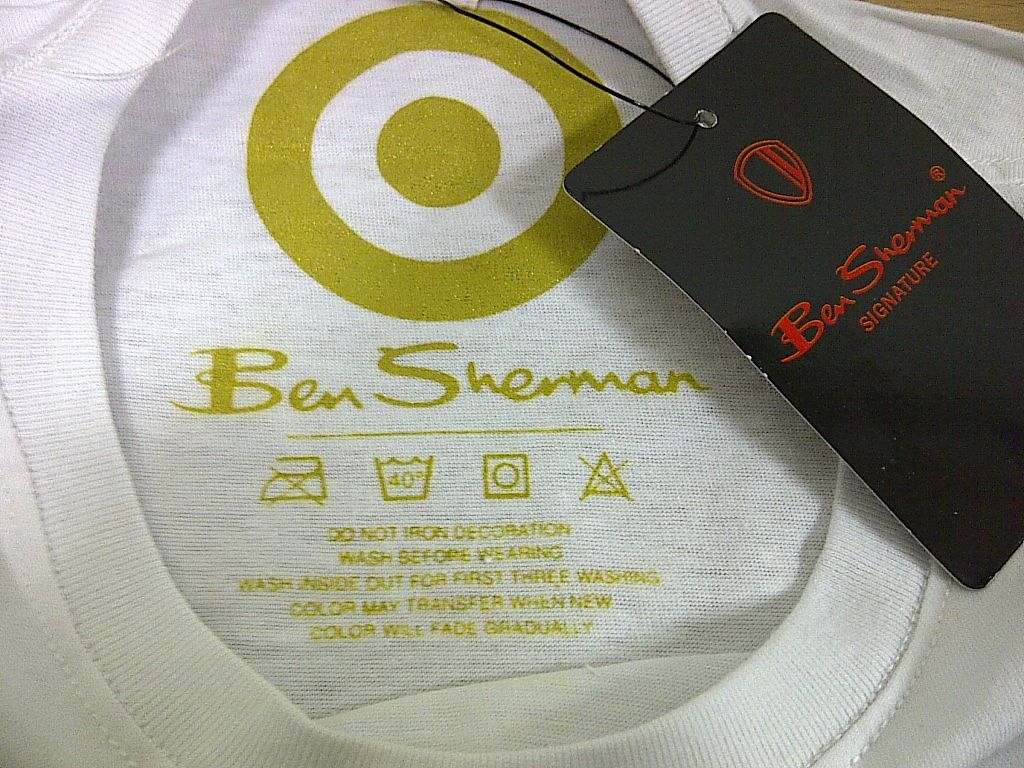 Ben Sherman
40°
DO NOT IRON DECORATION
WASH BEFORE WEARING
WASH INSIDE OUT FOR FIRST THREE WASHING.
COLOR MAY TRANSFER WHEN NEW
COLOR WILL FADE GRADUALLY
Ben Sherman®
SIGNATURE